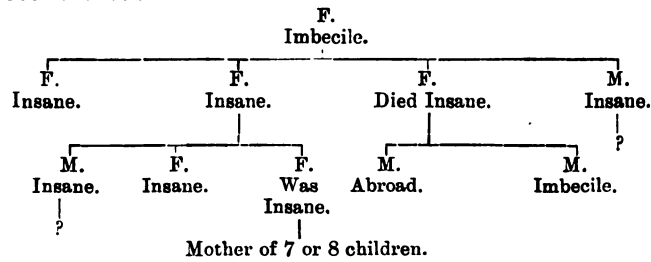 F.
Imbecile.
F. F. F. M.
Insane. Insane. Died Insane. Insane.
?
M. F. F. M. M.
Insane. Insane. Was Abroad. Imbecile.
Insane.
?
Mother of 7 or 8 children.